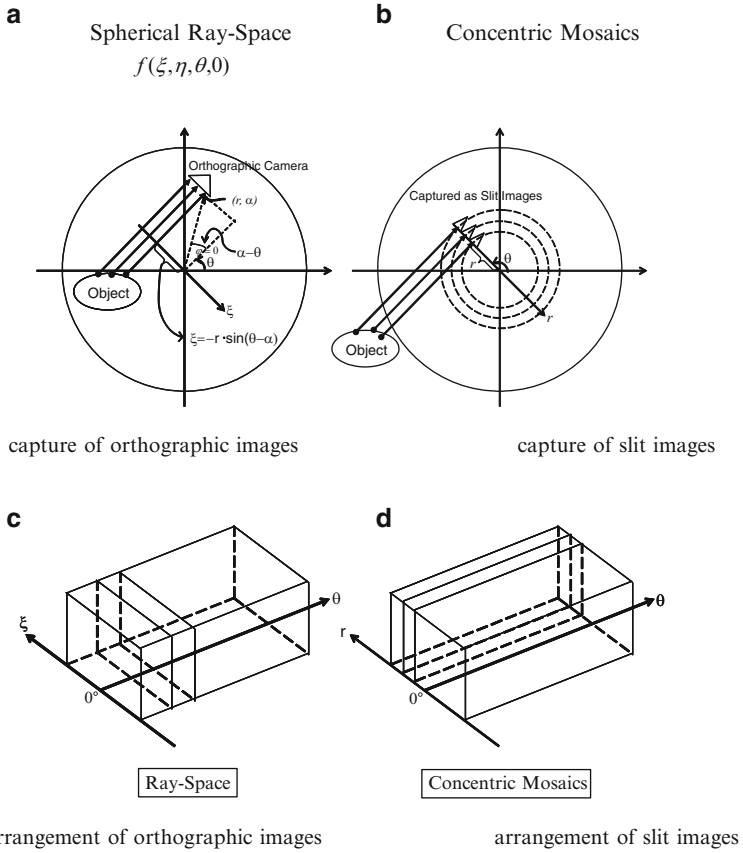 a
Spherical Ray-Space
f(ξ,η,θ,0)
Orthographic Camera
(r, α)
φ=0
α−θ
θ
Object
ξ
ξ=−r·sin(θ−α)
capture of orthographic images
b
Concentric Mosaics
Captured as Slit Images
r
θ
r
Object
capture of slit images
c
ξ
θ
0°
Ray-Space
rrangement of orthographic images
d
r
θ
0°
Concentric Mosaics
arrangement of slit images